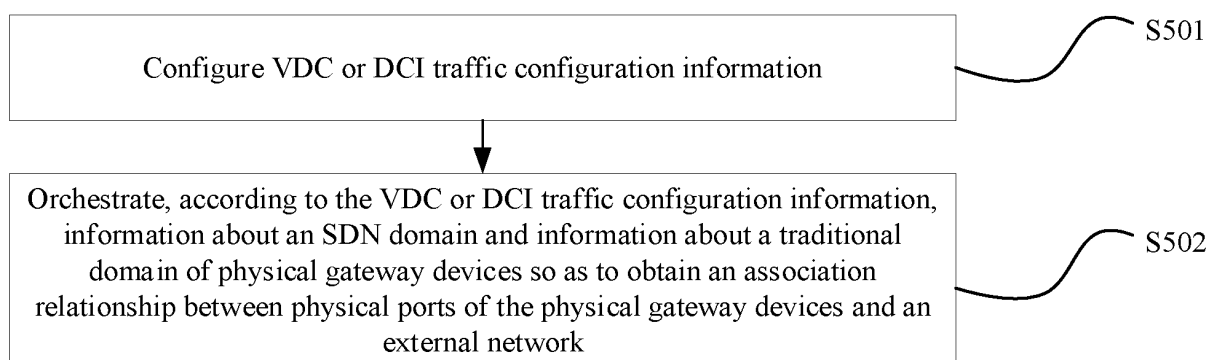 Configure VDC or DCI traffic configuration information
S501
Orchestrate, according to the VDC or DCI traffic configuration information,
information about an SDN domain and information about a traditional
domain of physical gateway devices so as to obtain an association
relationship between physical ports of the physical gateway devices and an
external network
S502